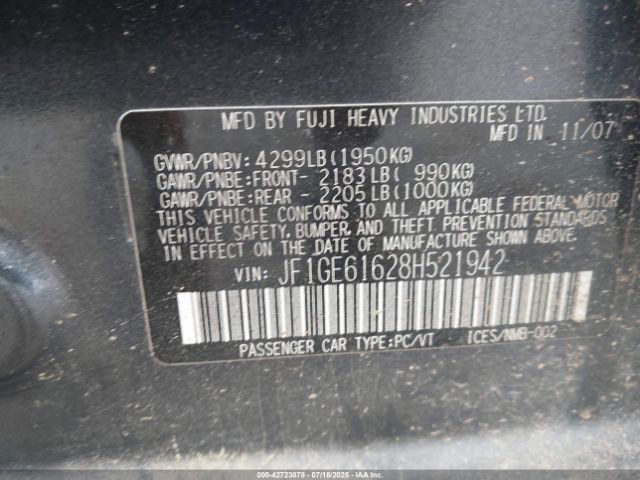 MFD BY FUJI HEAVY INDUSTRIES LTD.
MFD IN 11/07
GVWR/PNBV: 4299LB(1950KG)
GAWR/PNBE:FRONT- 2183LB( 990KG)
GAWR/PNBE:REAR - 2205LB(1000KG)
THIS VEHICLE CONFORMS TO ALL APPLICABLE FEDERAL MOTOR
VEHICLE SAFETY, BUMPER, AND THEFT PREVENTION STANDARDS
IN EFFECT ON THE DATE OF MANUFACTURE SHOWN ABOVE.
VIN: JF1GE61628H521942
PASSENGER CAR TYPE:PC/VT ICES/NMB-002
000-42723878 - 07/18/2025 - IAAI.COM